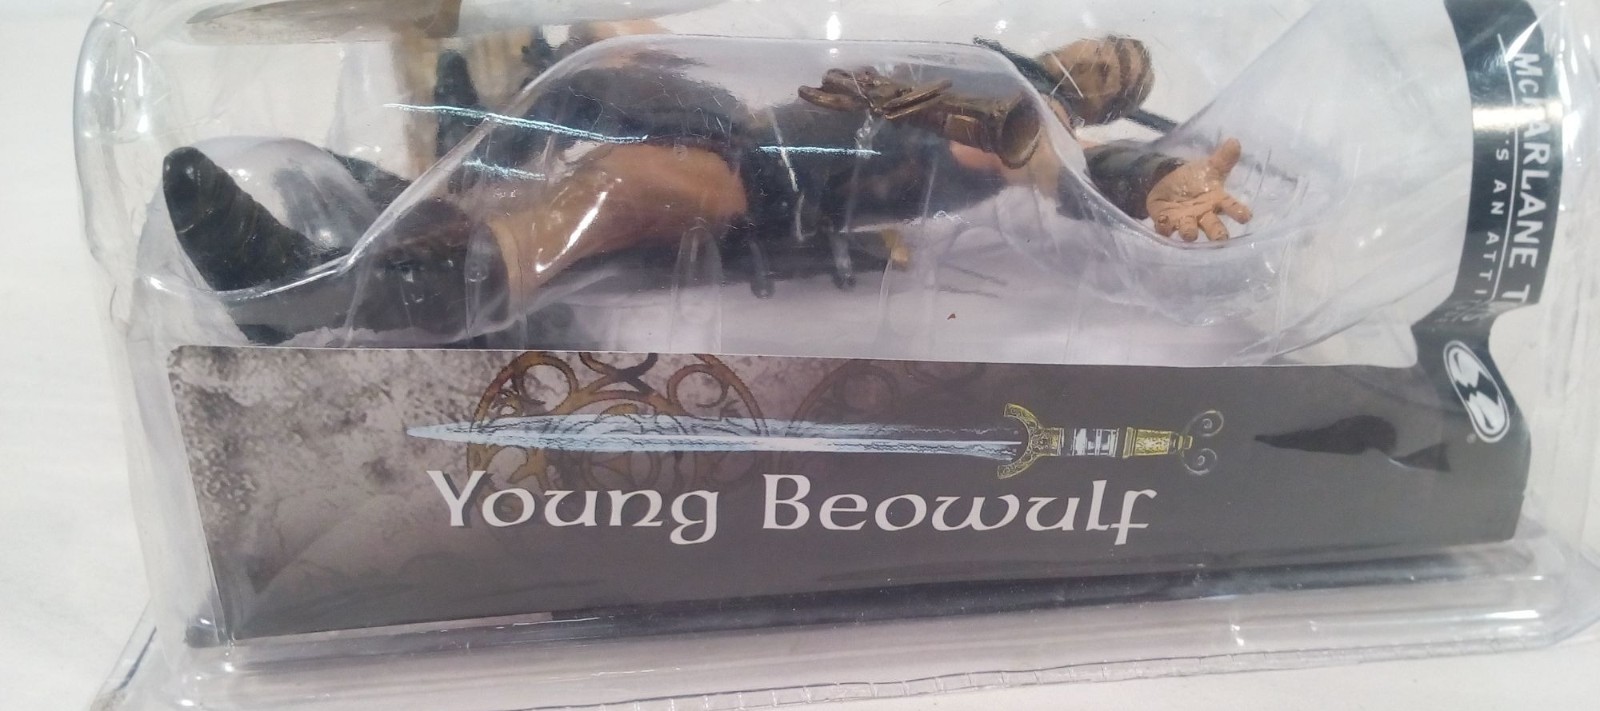 Young Beowulf
McFARLANE T
'S AN ATTI